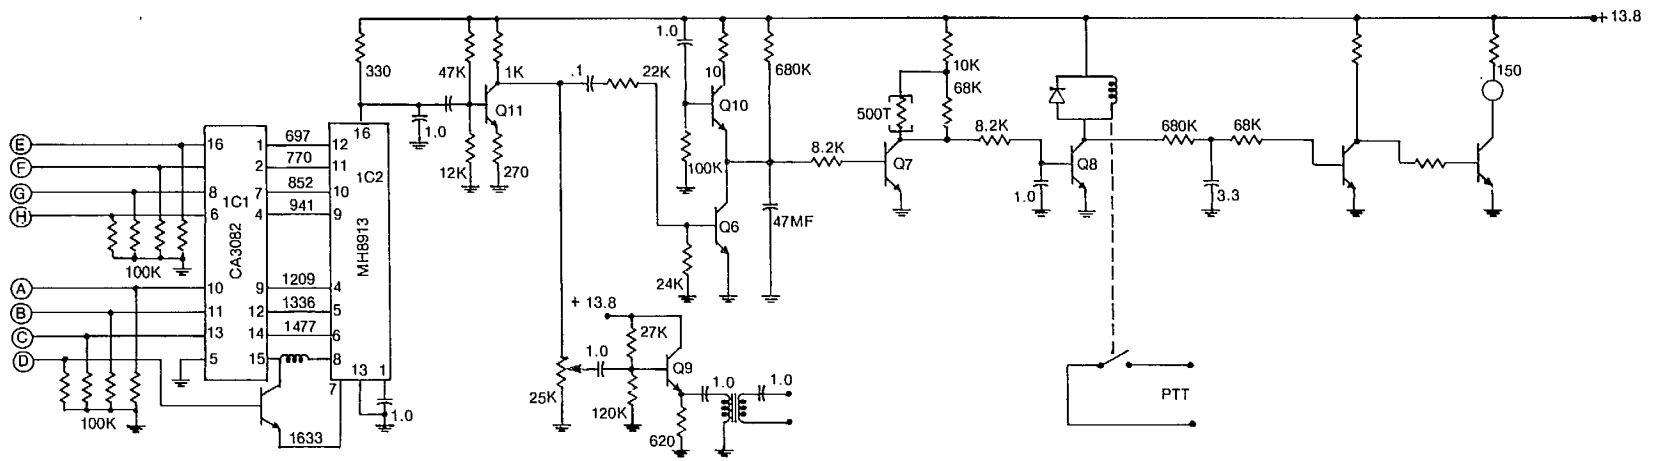 + 13.8
1.0
330
47K
1K
.1
22K
10
680K
10K
68K
150
Q11
1.0
Q10
500T
12K
270
100K
8.2K
Q7
8.2K
Q8
680K
68K
1.0
3.3
E
F
G
H
16
8
6
1
2
7
4
697
770
852
941
16
12
11
10
9
1C1
1C2
CA3082
MH8913
100K
Q6
47MF
24K
A
B
C
D
10
11
13
5
9
12
14
15
1209
1336
1477
4
5
6
8
13
1
7
1.0
100K
1633
+ 13.8
27K
1.0
Q9
25K
120K
620
1.0
1.0
PTT